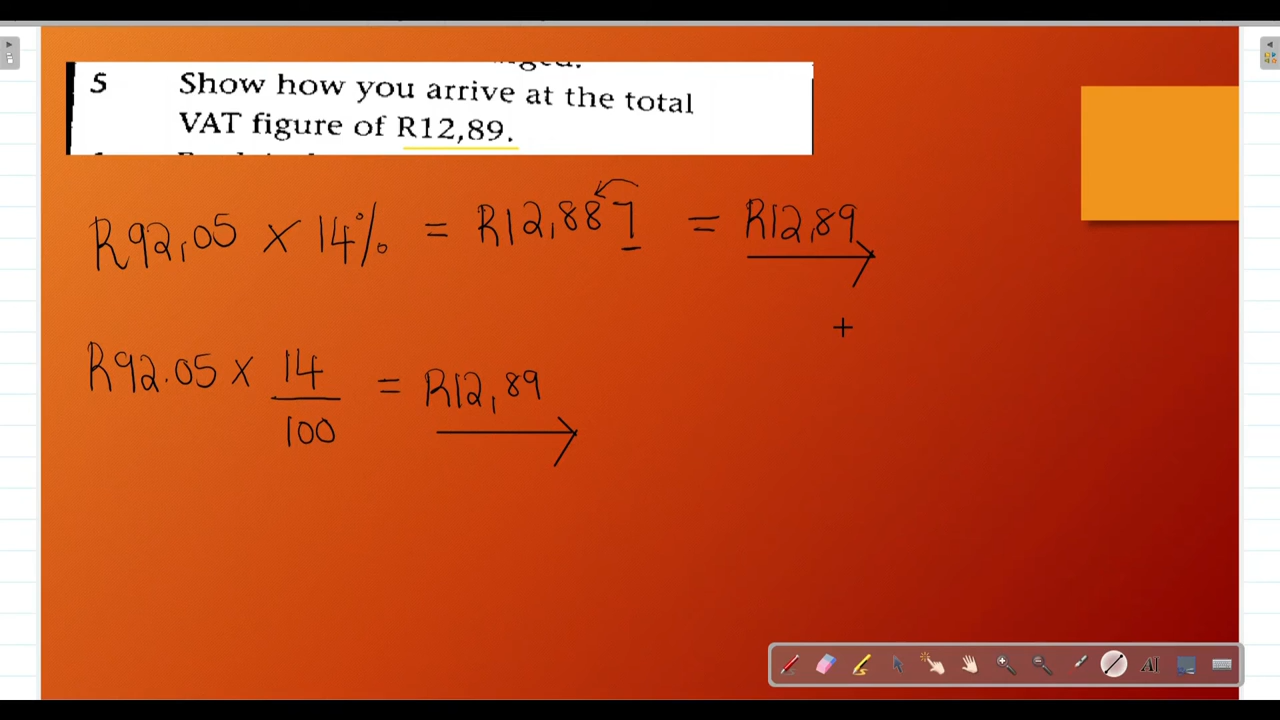 5 Show how you arrive at the total
VAT figure of R12,89.
R92,05 × 14% = R12,887 = R12,89
R92.05 × 14/100 = R12,89
AI